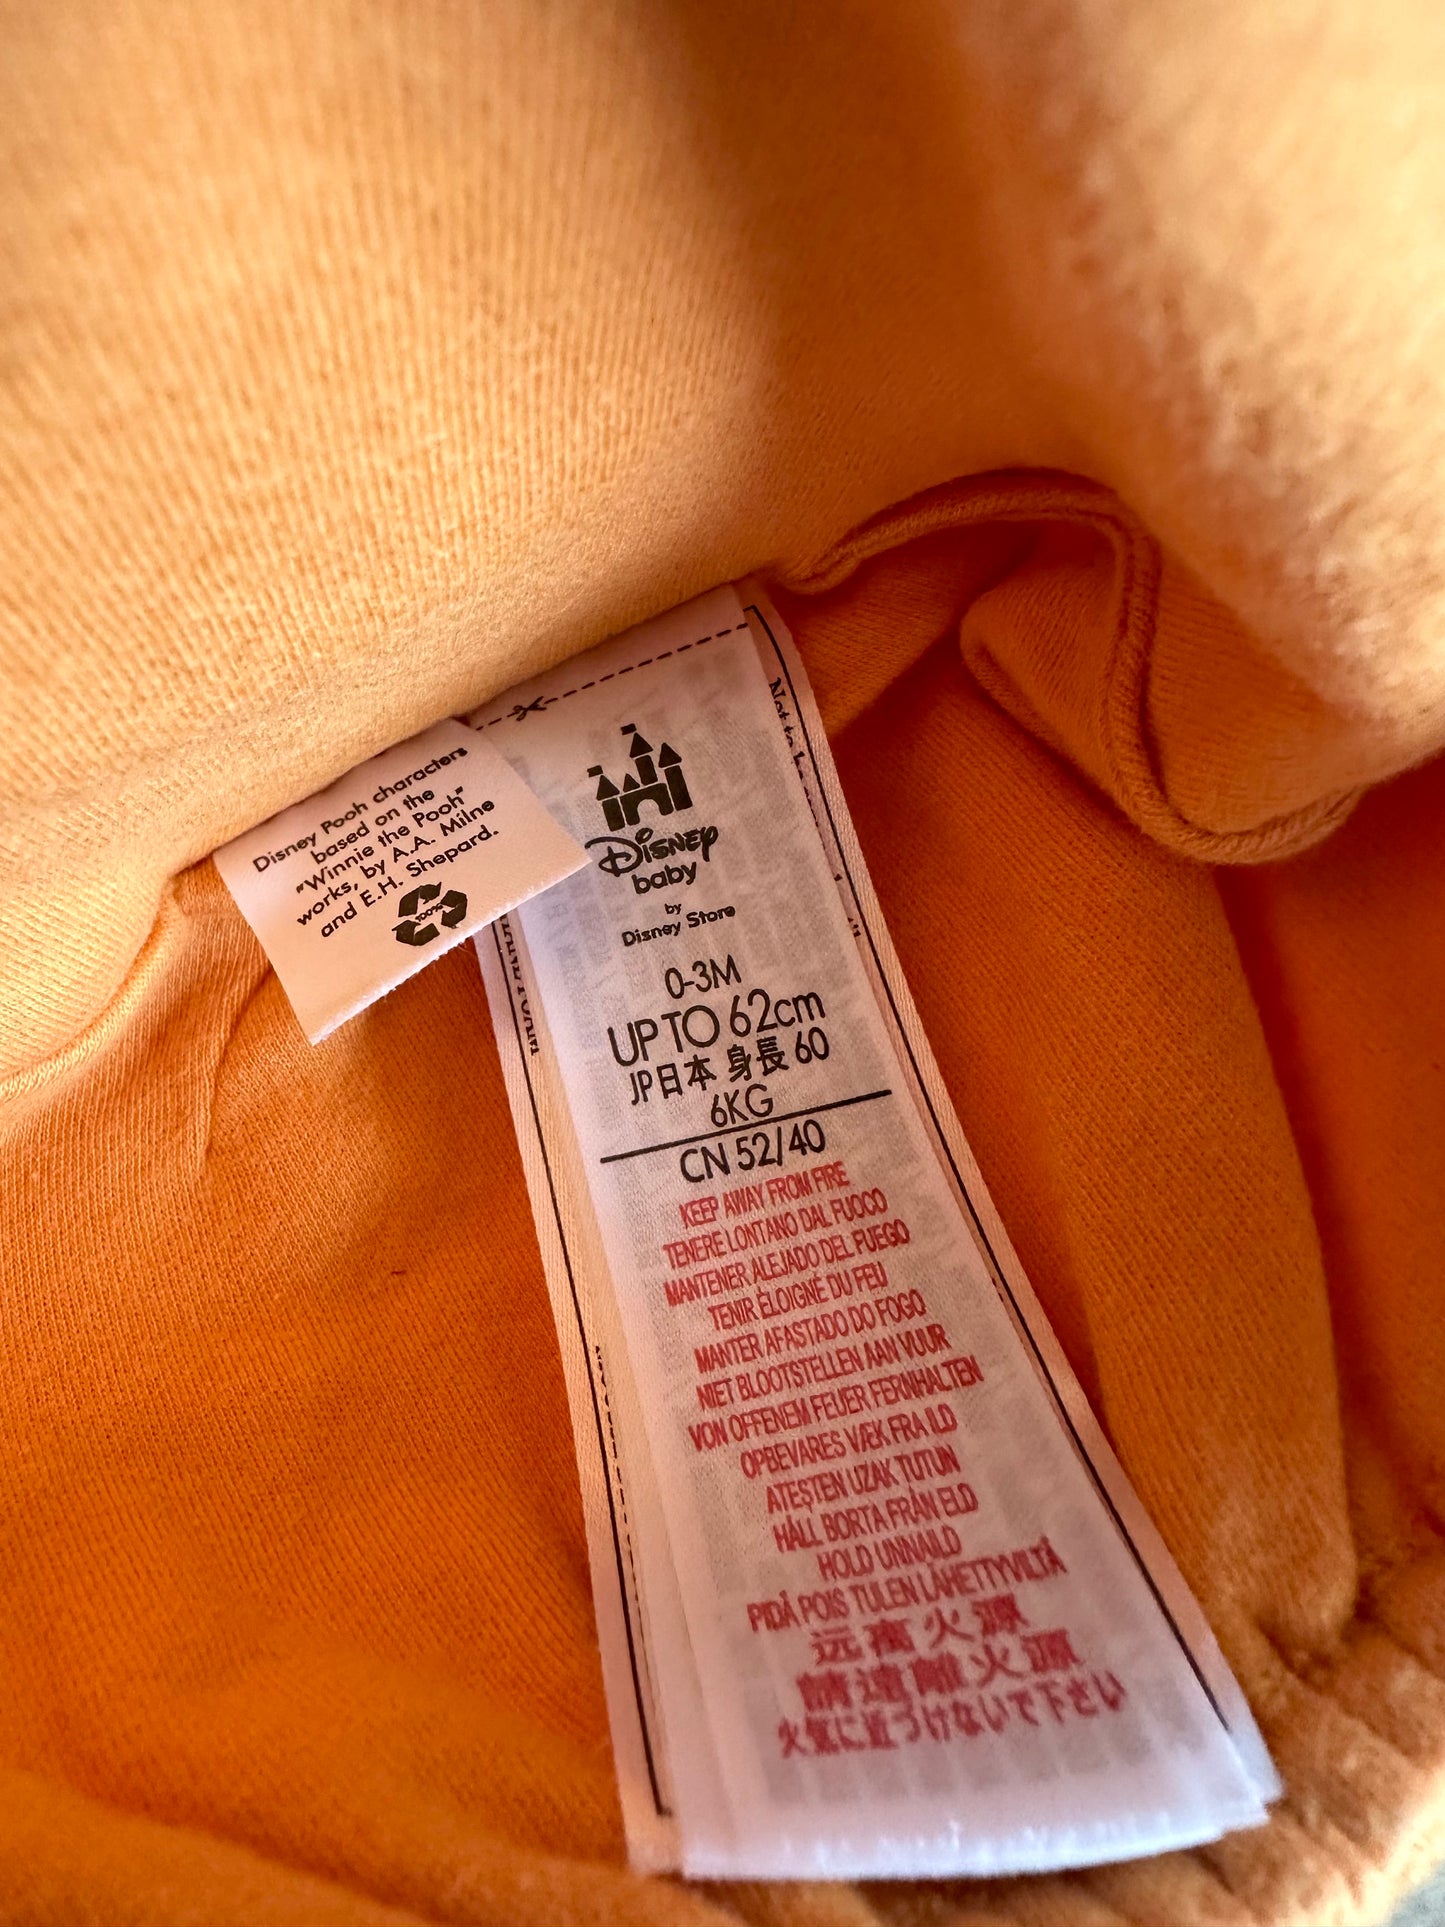 Disney Pooh characters
based on the
"Winnie the Pooh"
works, by A.A. Milne
and E.H. Shepard.
100%
Disney
baby
by
Disney Store
0-3M
UP TO 62cm
JP日本 身長 60
6KG
CN 52/40
KEEP AWAY FROM FIRE
TENERE LONTANO DAL FUOCO
MANTENER ALEJADO DEL FUEGO
TENIR ÉLOIGNÉ DU FEU
MANTER AFASTADO DO FOGO
NIET BLOOTSTELLEN AAN VUUR
VON OFFENEM FEUER FERNHALTEN
OPBEVARES VÆK FRA ILD
ATEŞTEN UZAK TUTUN
HÅLL BORTA FRÅN ELD
HOLD UNNA ILD
PIDÄ POIS TULEN LÄHETTYVILTÄ
远离火源
請遠離火源
火気に近づけないで下さい
Not to be